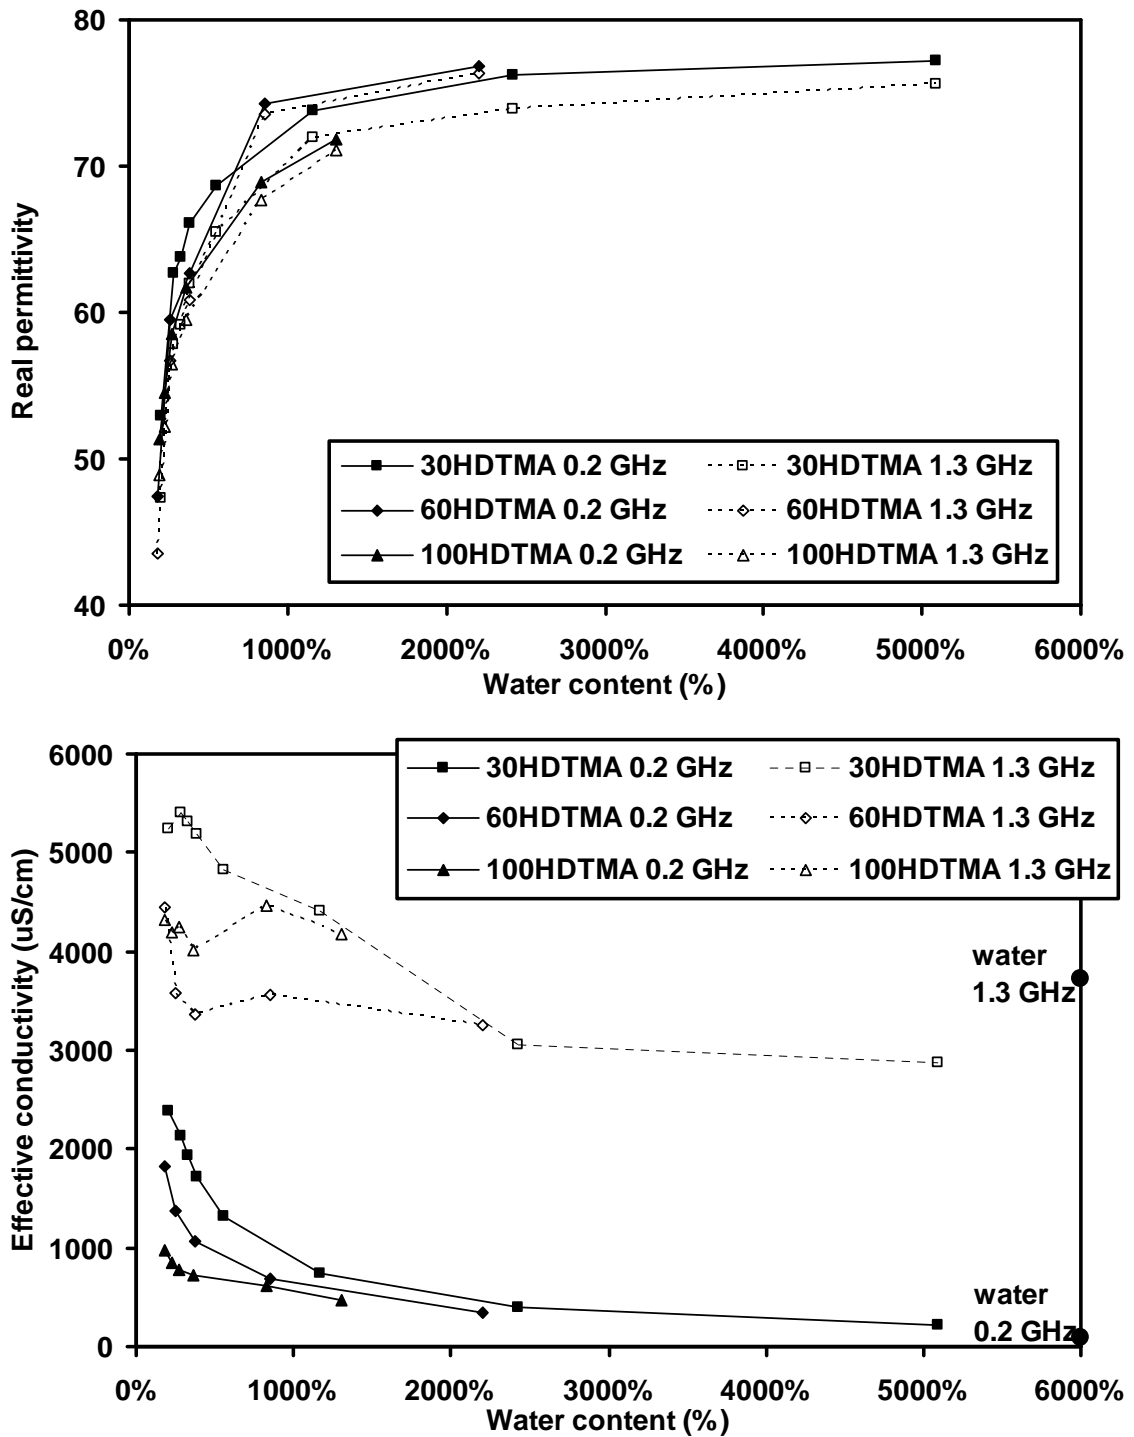 80
70
60
50
40
Real permittivity
30HDTMA 0.2 GHz 30HDTMA 1.3 GHz
60HDTMA 0.2 GHz 60HDTMA 1.3 GHz
100HDTMA 0.2 GHz 100HDTMA 1.3 GHz
0% 1000% 2000% 3000% 4000% 5000% 6000%
Water content (%)
6000
5000
4000
3000
2000
1000
0
Effective conductivity (uS/cm)
30HDTMA 0.2 GHz 30HDTMA 1.3 GHz
60HDTMA 0.2 GHz 60HDTMA 1.3 GHz
100HDTMA 0.2 GHz 100HDTMA 1.3 GHz
water
1.3 GHz
water
0.2 GHz
0% 1000% 2000% 3000% 4000% 5000% 6000%
Water content (%)